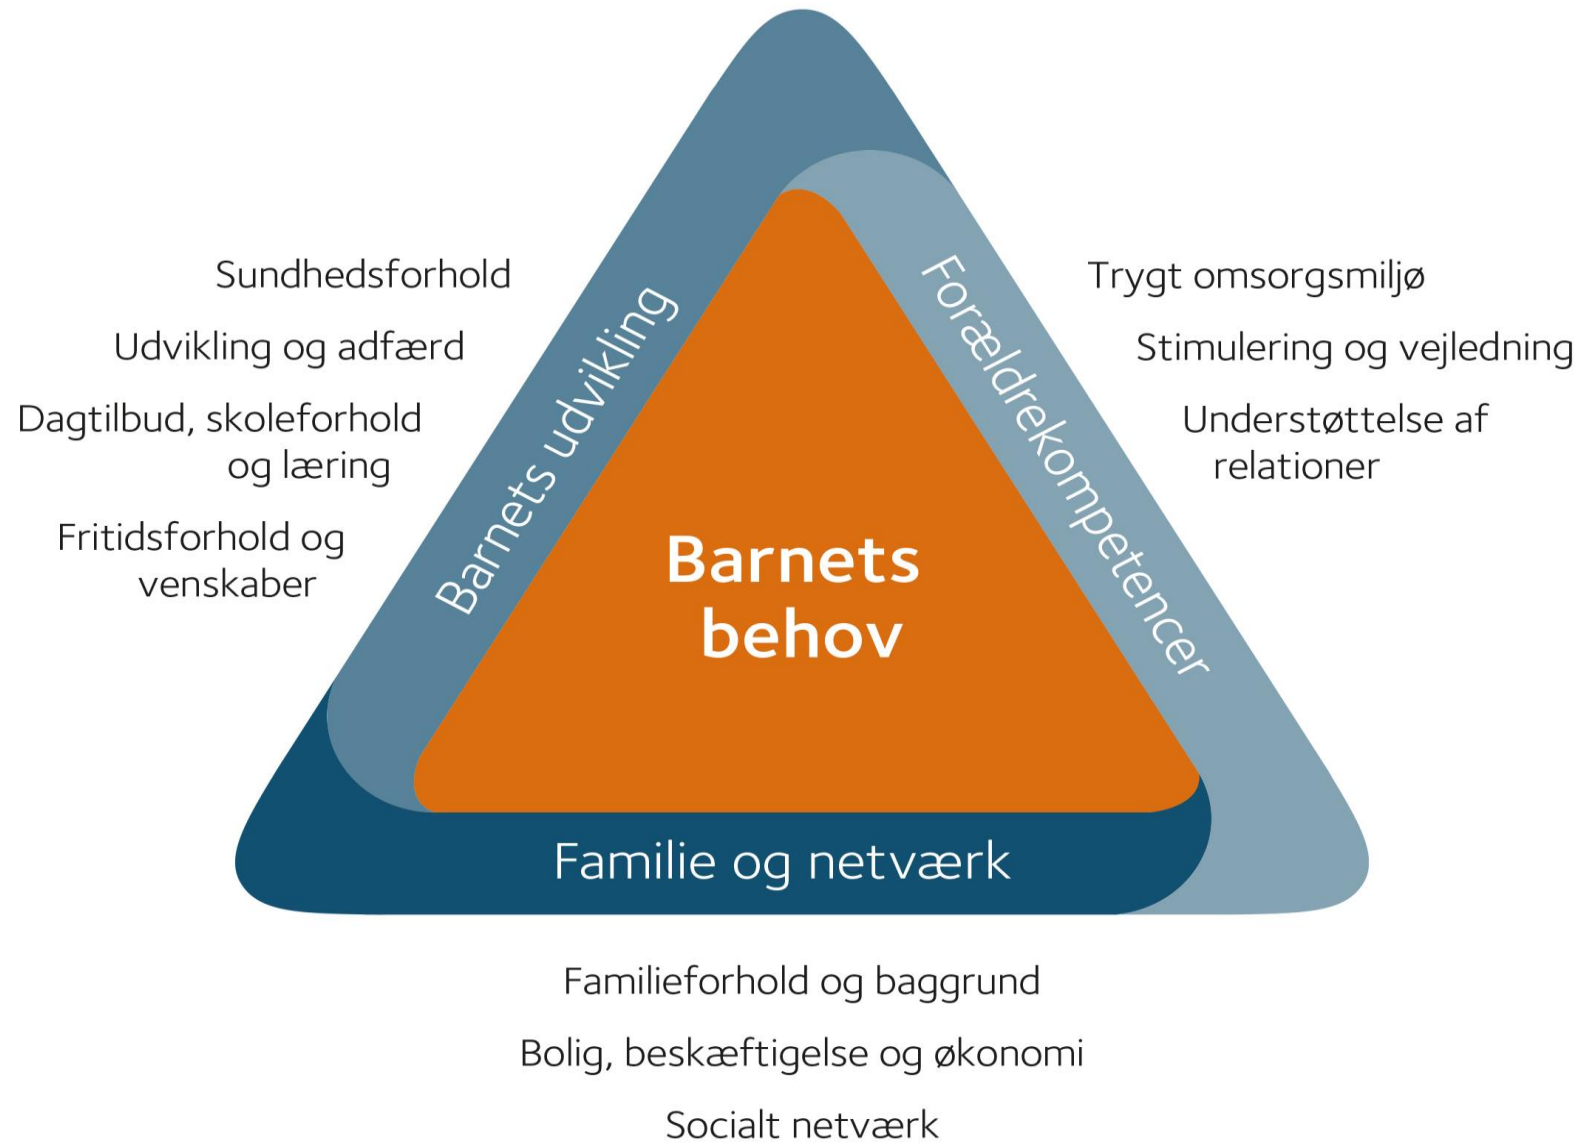 Sundhedsforhold
Udvikling og adfærd
Dagtilbud, skoleforhold
og læring
Fritidsforhold og
venskaber
Barnets udvikling
Barnets
behov
Forældrekompetencer
Trygt omsorgsmiljø
Stimulering og vejledning
Understøttelse af
relationer
Familie og netværk
Familieforhold og baggrund
Bolig, beskæftigelse og økonomi
Socialt netværk